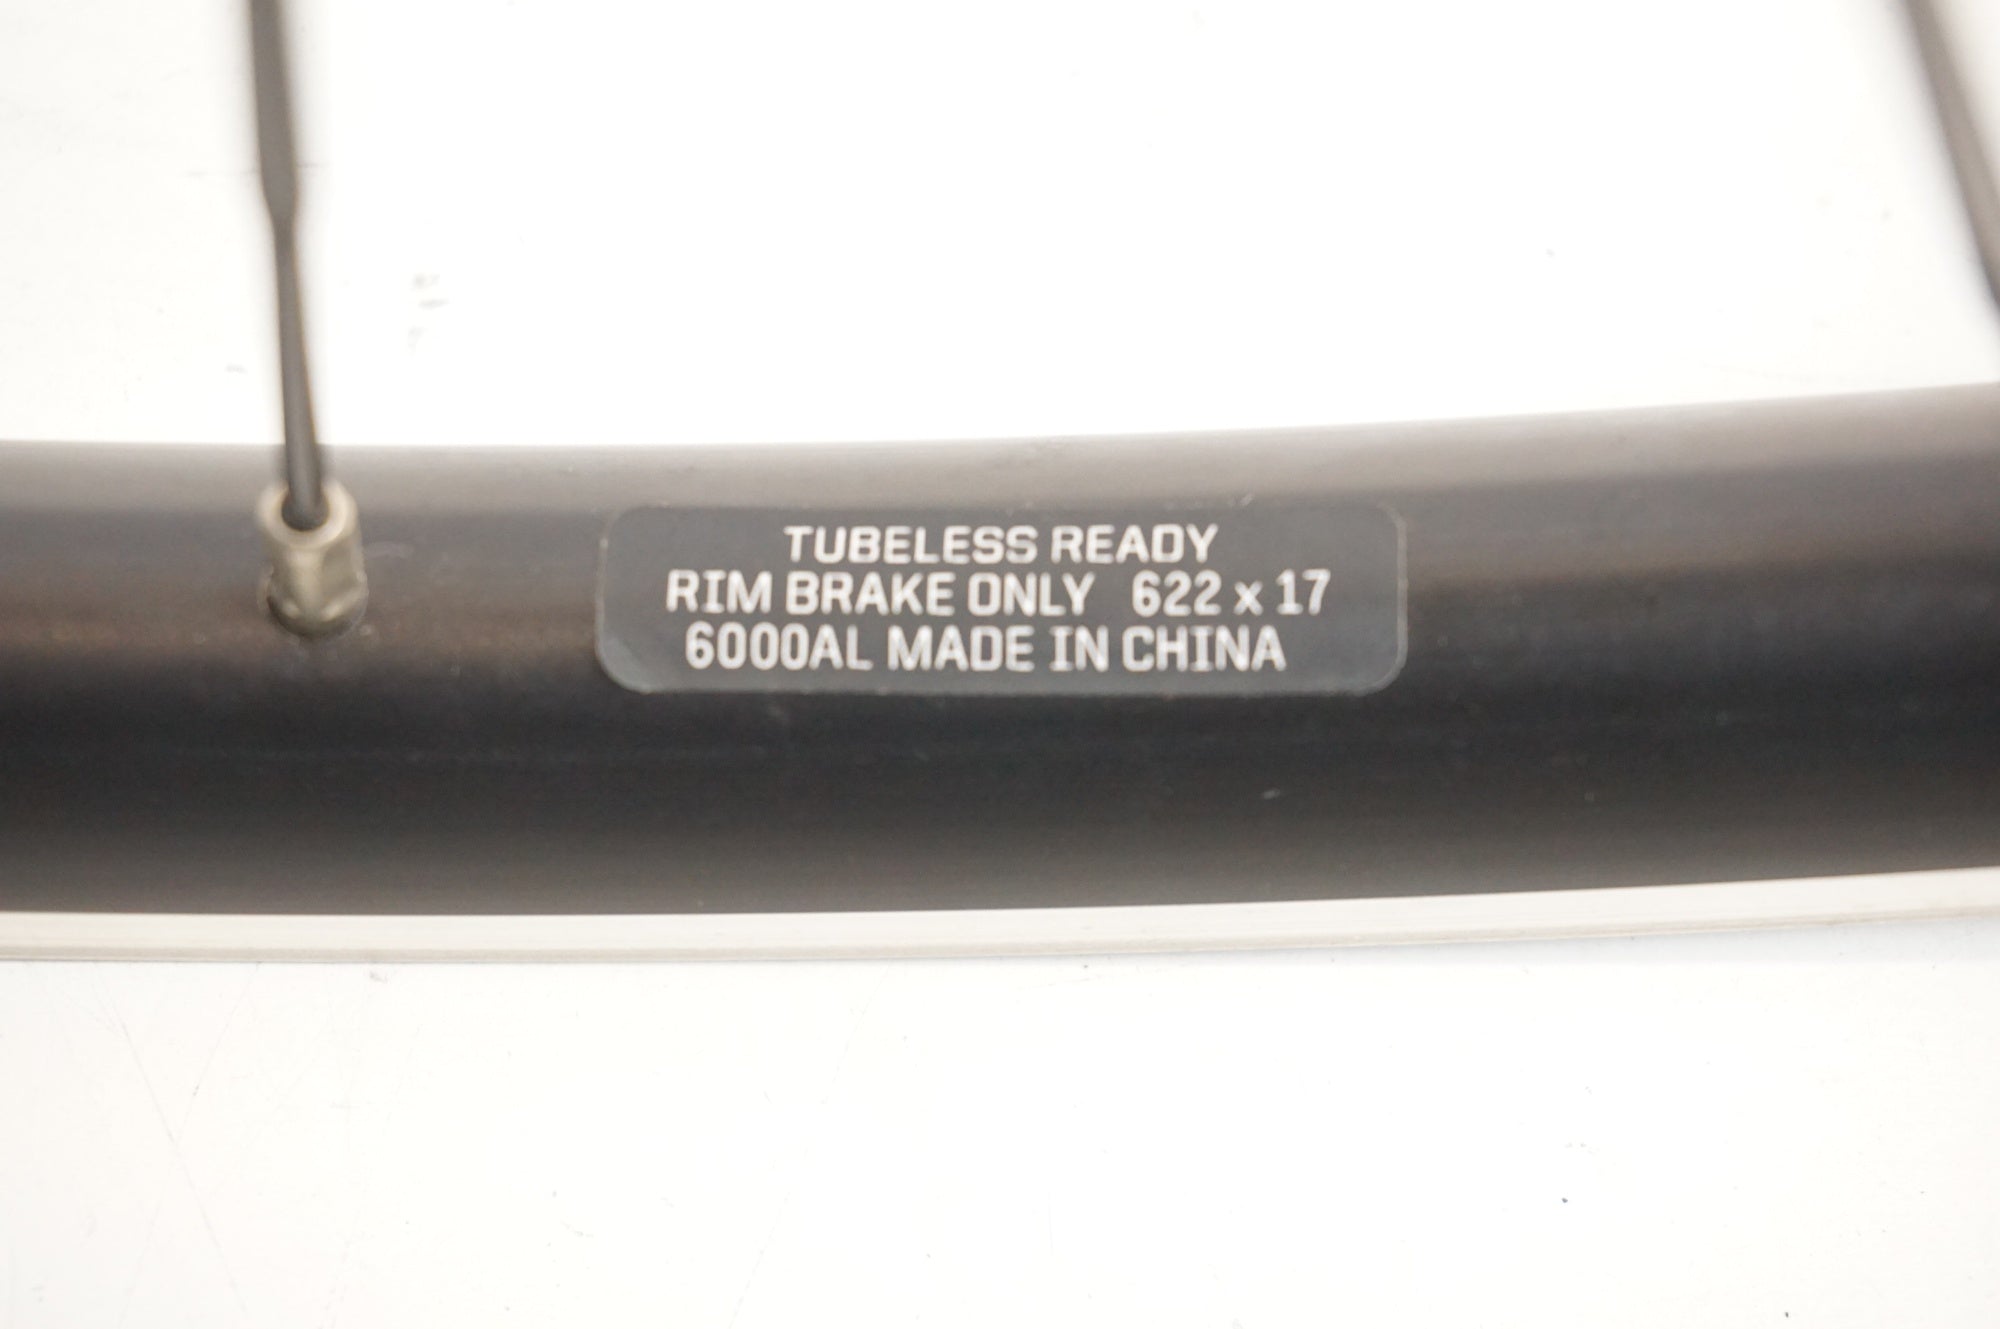 TUBELESS READY
RIM BRAKE ONLY 622 x 17
6000AL MADE IN CHINA